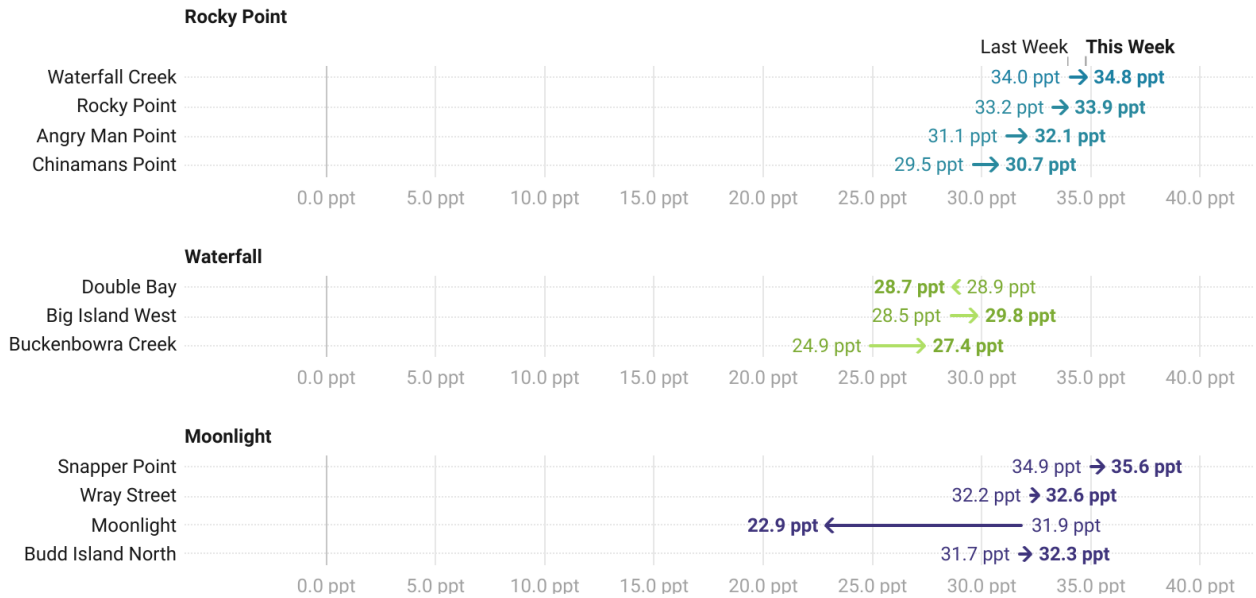 Rocky Point
Last Week This Week
Waterfall Creek 34.0 ppt 34.8 ppt
Rocky Point 33.2 ppt 33.9 ppt
Angry Man Point 31.1 ppt 32.1 ppt
Chinamans Point 29.5 ppt 30.7 ppt
0.0 ppt 5.0 ppt 10.0 ppt 15.0 ppt 20.0 ppt 25.0 ppt 30.0 ppt 35.0 ppt 40.0 ppt
Waterfall
Double Bay 28.7 ppt 28.9 ppt
Big Island West 28.5 ppt 29.8 ppt
Buckenbowra Creek 24.9 ppt 27.4 ppt
0.0 ppt 5.0 ppt 10.0 ppt 15.0 ppt 20.0 ppt 25.0 ppt 30.0 ppt 35.0 ppt 40.0 ppt
Moonlight
Snapper Point 34.9 ppt 35.6 ppt
Wray Street 32.2 ppt 32.6 ppt
Moonlight 22.9 ppt 31.9 ppt
Budd Island North 31.7 ppt 32.3 ppt
0.0 ppt 5.0 ppt 10.0 ppt 15.0 ppt 20.0 ppt 25.0 ppt 30.0 ppt 35.0 ppt 40.0 ppt